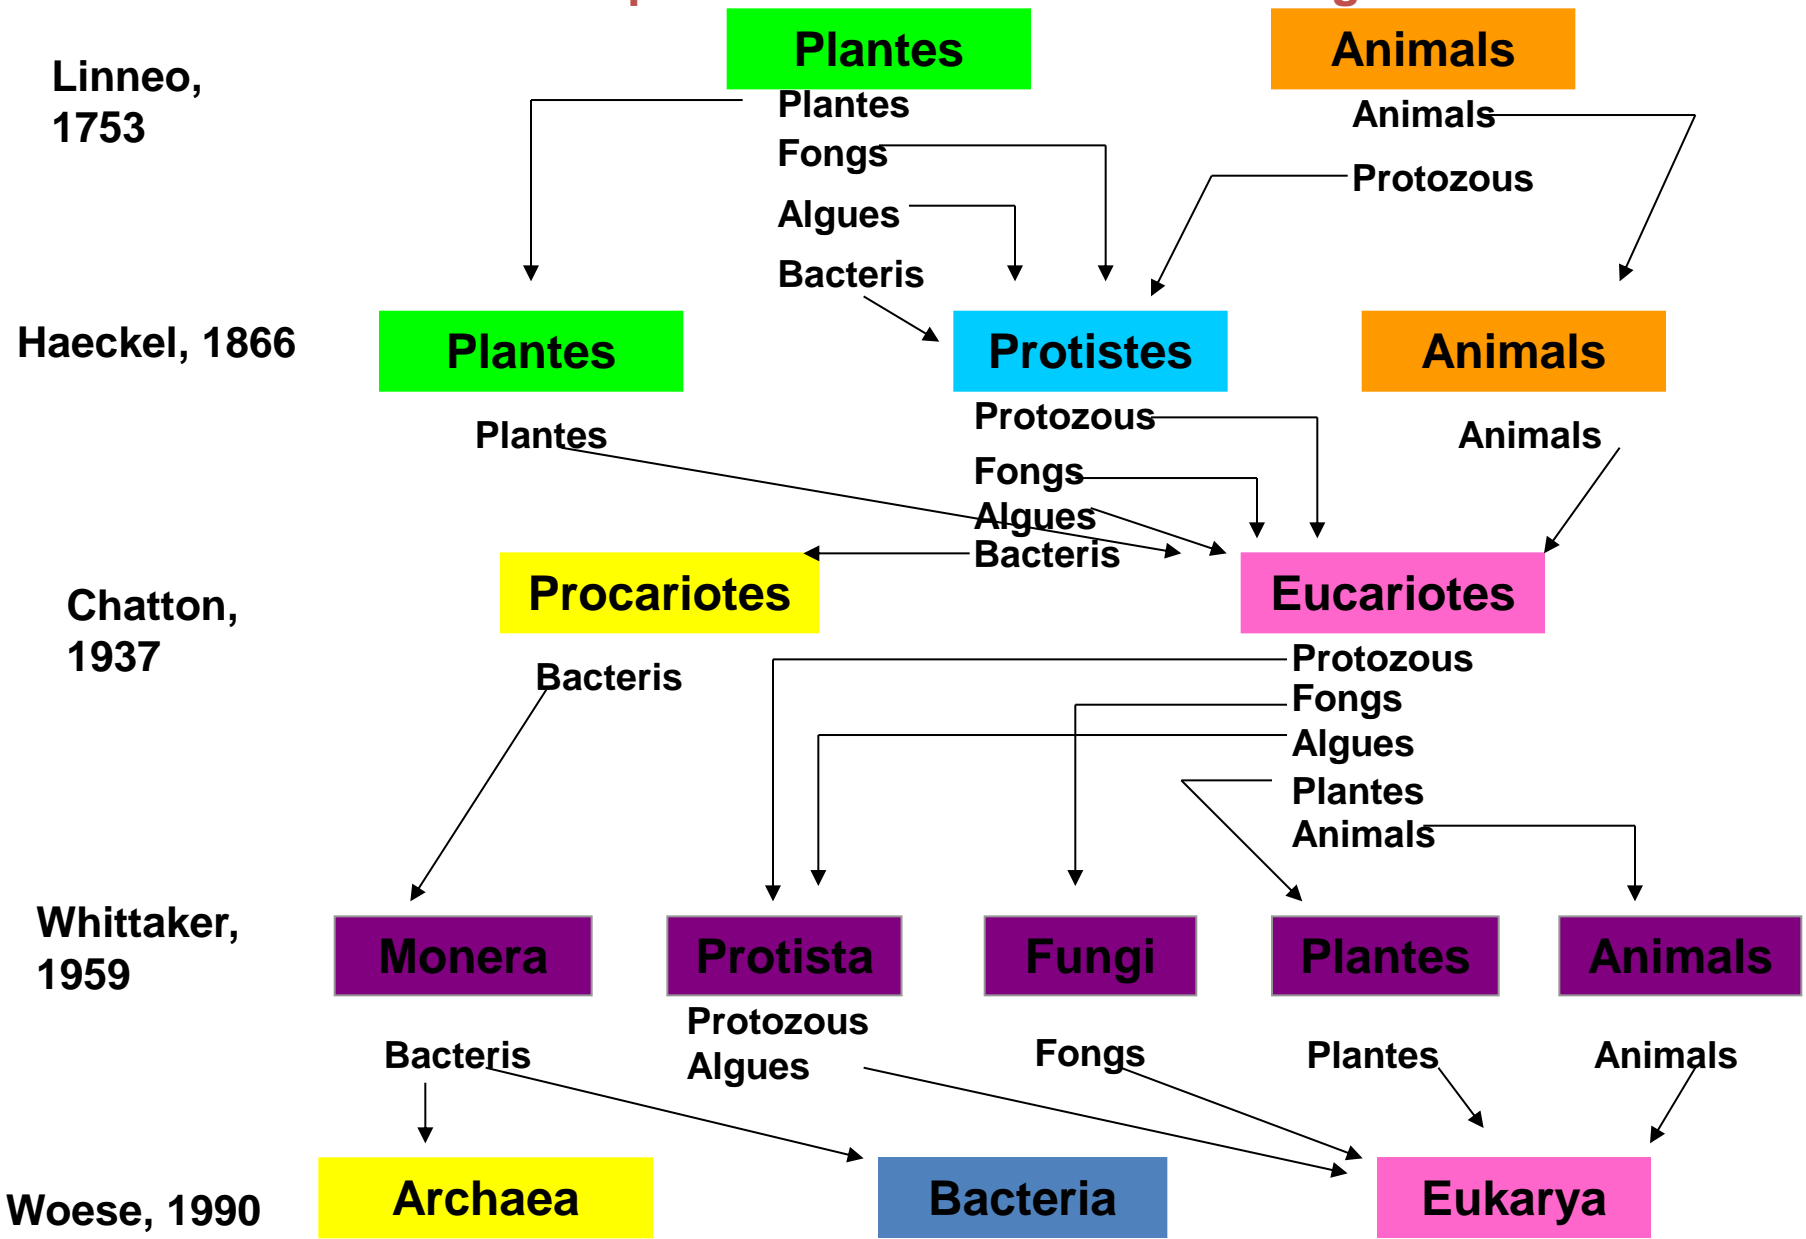 Plantes
Animals
Linneo,
1753
Plantes
Animals
Fongs
Protozous
Algues
Bacteris
Haeckel, 1866
Plantes
Protistes
Animals
Plantes
Protozous
Animals
Fongs
Algues
Bacteris
Procariotes
Eucariotes
Chatton,
1937
Bacteris
Protozous
Fongs
Algues
Plantes
Animals
Whittaker,
1959
Monera
Protista
Fungi
Plantes
Animals
Bacteris
Protozous
Algues
Fongs
Plantes
Animals
Woese, 1990
Archaea
Bacteria
Eukarya